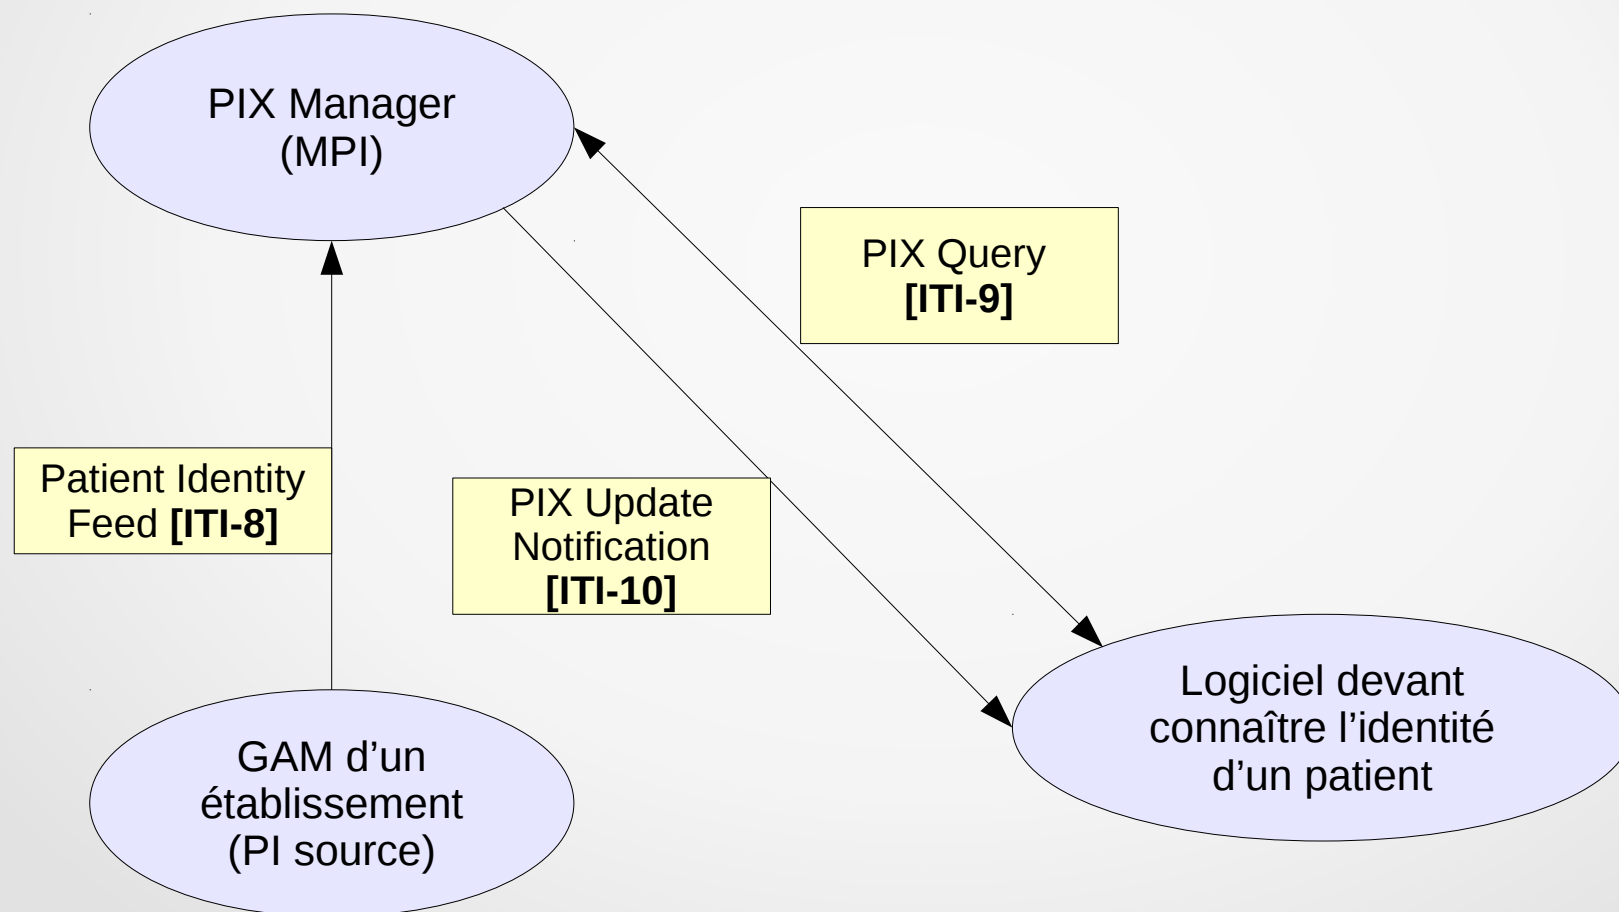 PIX Manager
(MPI)
PIX Query
[ITI-9]
Patient Identity
Feed [ITI-8]
PIX Update
Notification
[ITI-10]
Logiciel devant
connaître l’identité
d’un patient
GAM d’un
établissement
(PI source)